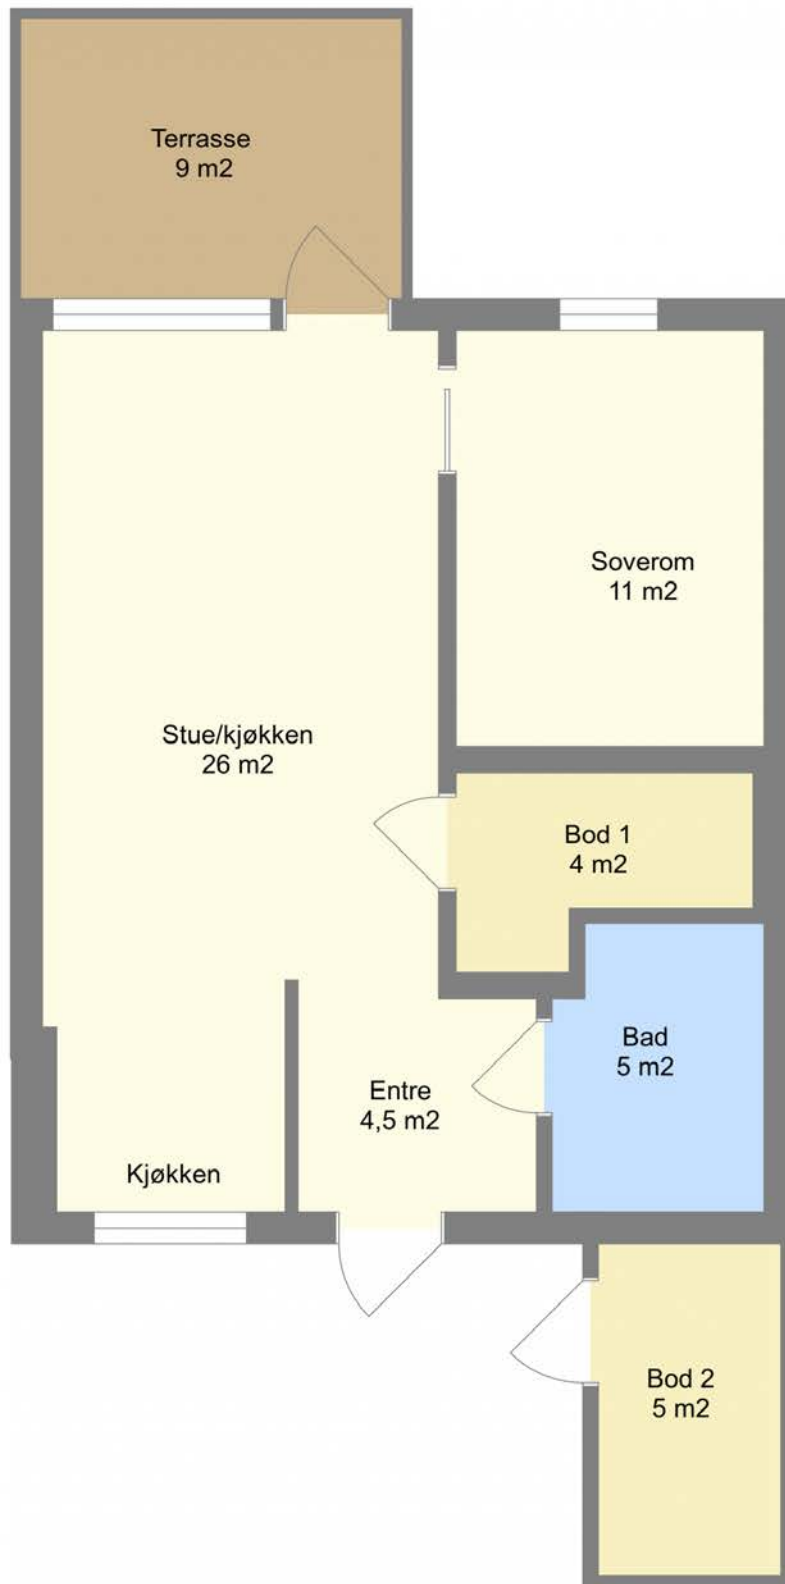 Terrasse
9 m2
Soverom
11 m2
Stue/kjøkken
26 m2
Bod 1
4 m2
Bad
5 m2
Entre
4,5 m2
Kjøkken
Bod 2
5 m2